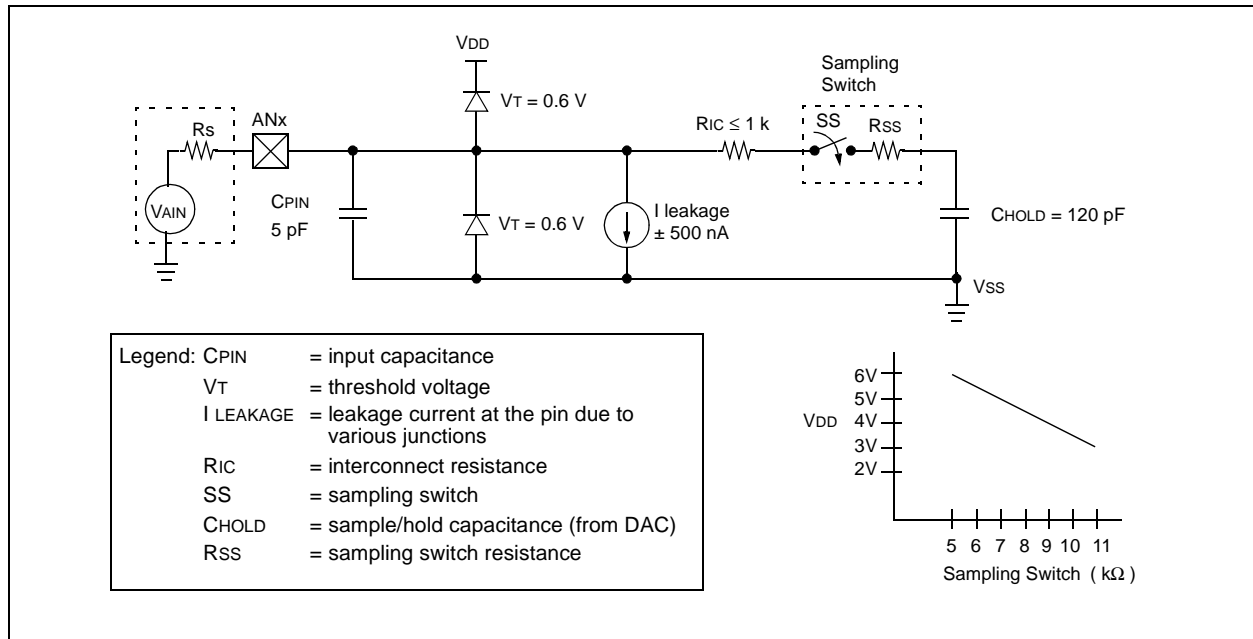 VDD
Sampling
Switch
VT = 0.6 V
ANx
SS
Rs
RIC ≤ 1 k
RSS
CPIN
5 pF
VAIN
VT = 0.6 V
I leakage
± 500 nA
CHOLD = 120 pF
VSS
Legend: CPIN = input capacitance
VT = threshold voltage
I LEAKAGE = leakage current at the pin due to
various junctions
RIC = interconnect resistance
SS = sampling switch
CHOLD = sample/hold capacitance (from DAC)
RSS = sampling switch resistance
6V
5V
VDD 4V
3V
2V
5 6 7 8 9 10 11
Sampling Switch ( kΩ )